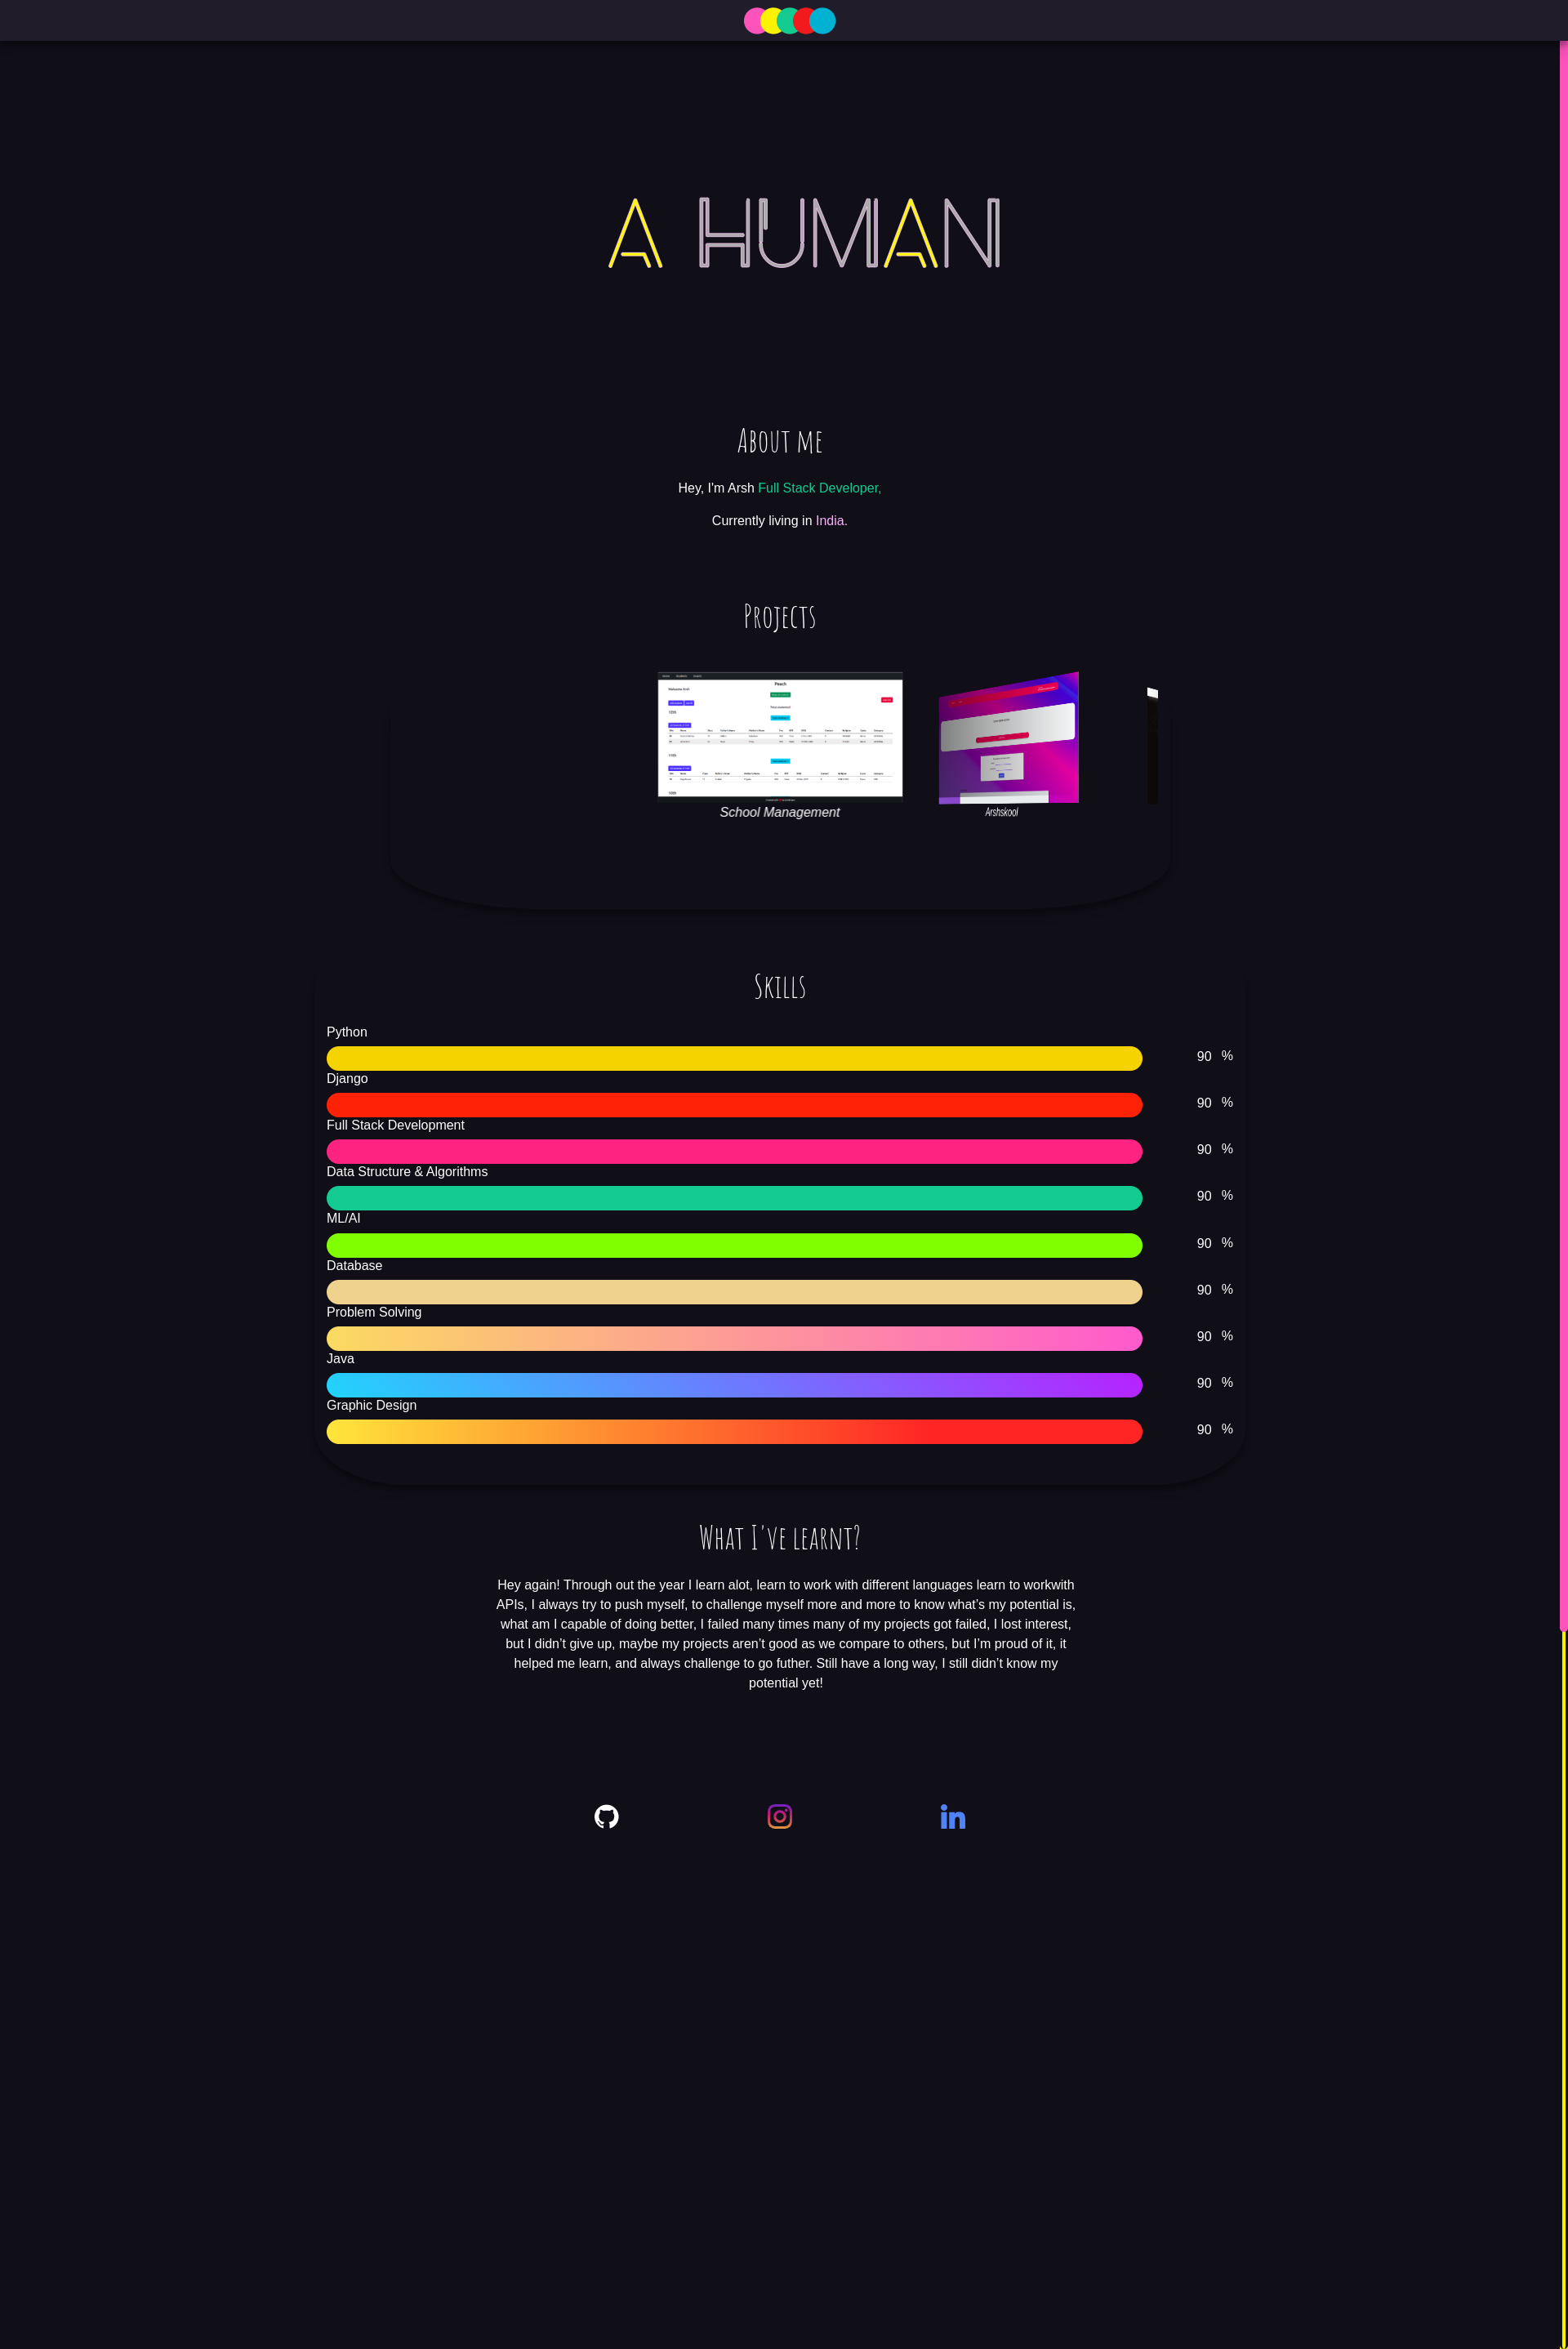 A HUMAN
About me
Hey, I'm Arsh Full Stack Developer,
Currently living in India.
Projects
Peach
School Management
Arshskool
Skills
Python
90 %
Django
90 %
Full Stack Development
90 %
Data Structure & Algorithms
90 %
ML/AI
90 %
Database
90 %
Problem Solving
90 %
Java
90 %
Graphic Design
90 %
What I've learnt?
Hey again! Through out the year I learn alot, learn to work with different languages learn to workwith
APIs, I always try to push myself, to challenge myself more and more to know what’s my potential is,
what am I capable of doing better, I failed many times many of my projects got failed, I lost interest,
but I didn’t give up, maybe my projects aren’t good as we compare to others, but I’m proud of it, it
helped me learn, and always challenge to go futher. Still have a long way, I still didn’t know my
potential yet!
in